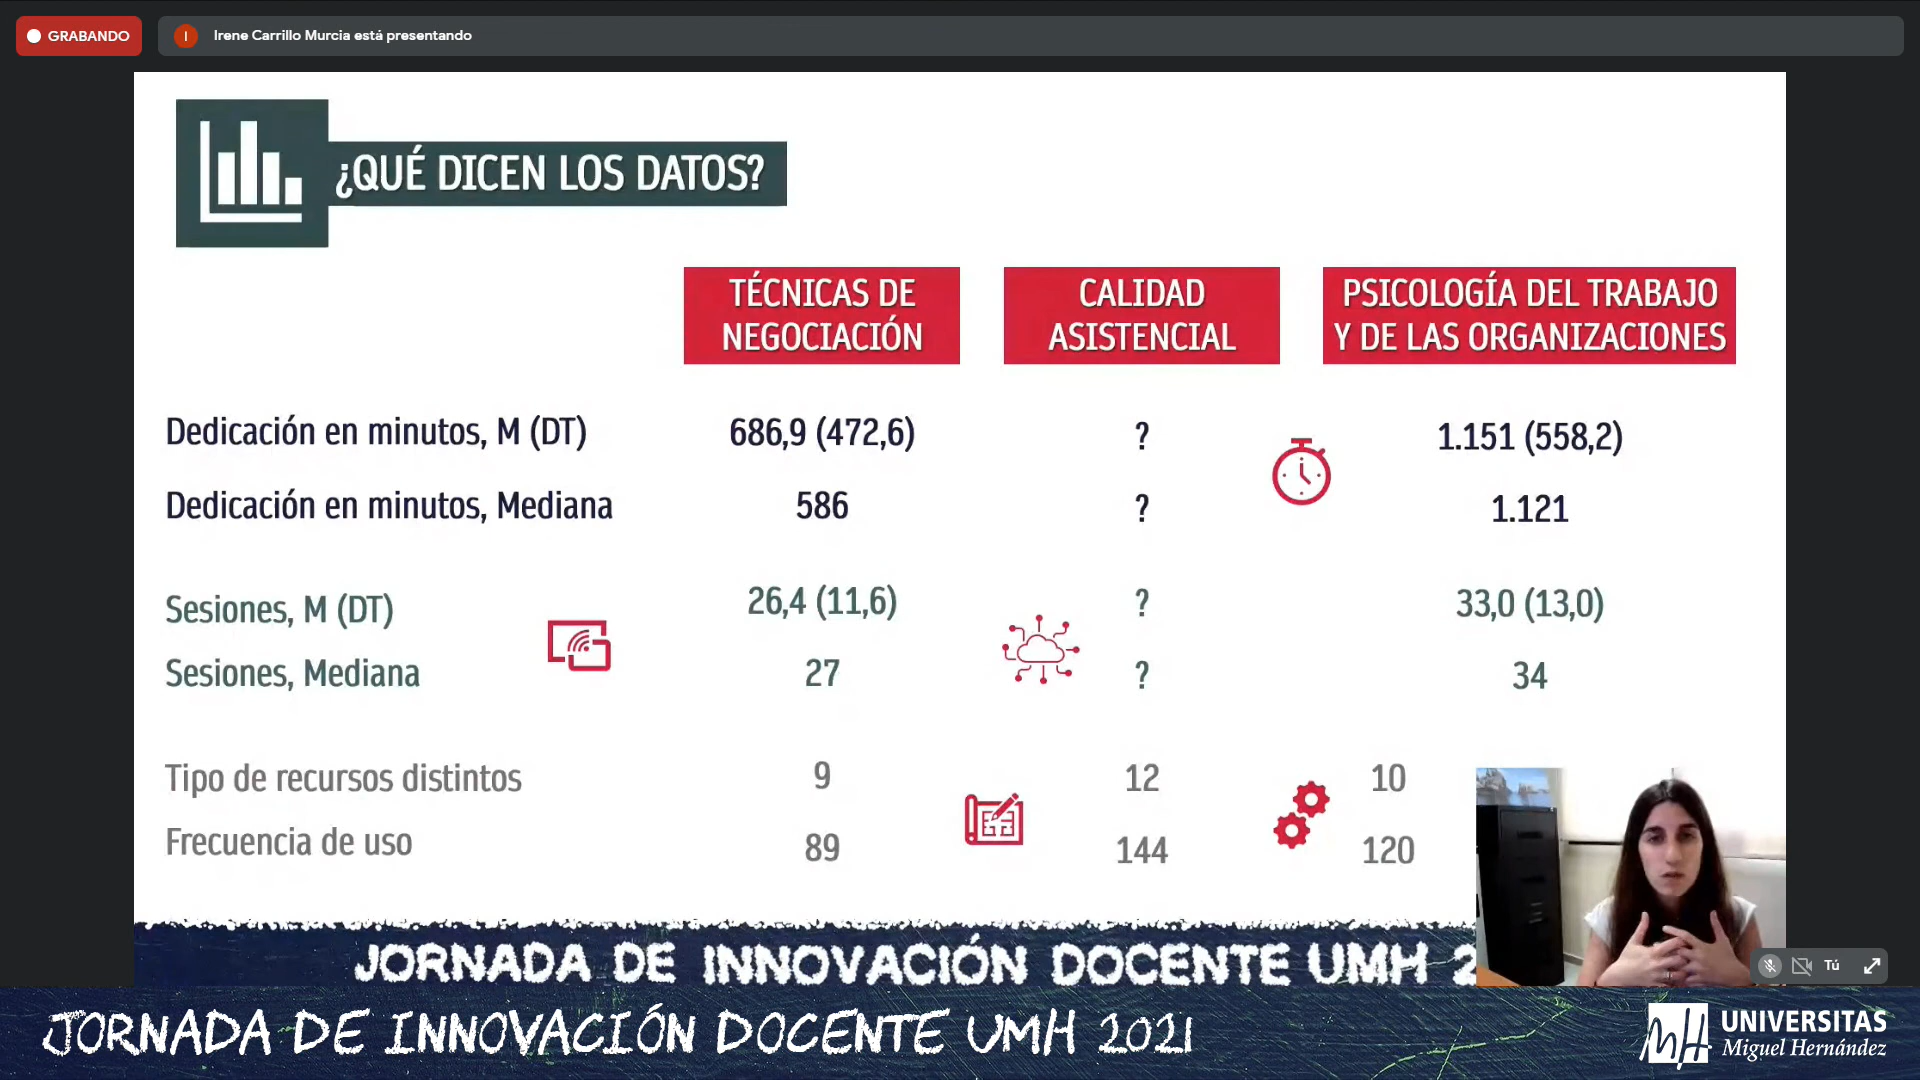 GRABANDO
I
Irene Carrillo Murcia está presentando
¿QUÉ DICEN LOS DATOS?
TÉCNICAS DE
NEGOCIACIÓN
CALIDAD
ASISTENCIAL
PSICOLOGÍA DEL TRABAJO
Y DE LAS ORGANIZACIONES
Dedicación en minutos, M (DT) 686,9 (472,6) ? 1.151 (558,2)
Dedicación en minutos, Mediana 586 ? 1.121
Sesiones, M (DT) 26,4 (11,6) ? 33,0 (13,0)
Sesiones, Mediana 27 ? 34
Tipo de recursos distintos 9 12 10
Frecuencia de uso 89 144 120
JORNADA DE INNOVACIÓN DOCENTE UMH 2
Tú
JORNADA DE INNOVACIÓN DOCENTE UMH 2021
MH UNIVERSITAS
Miguel Hernández